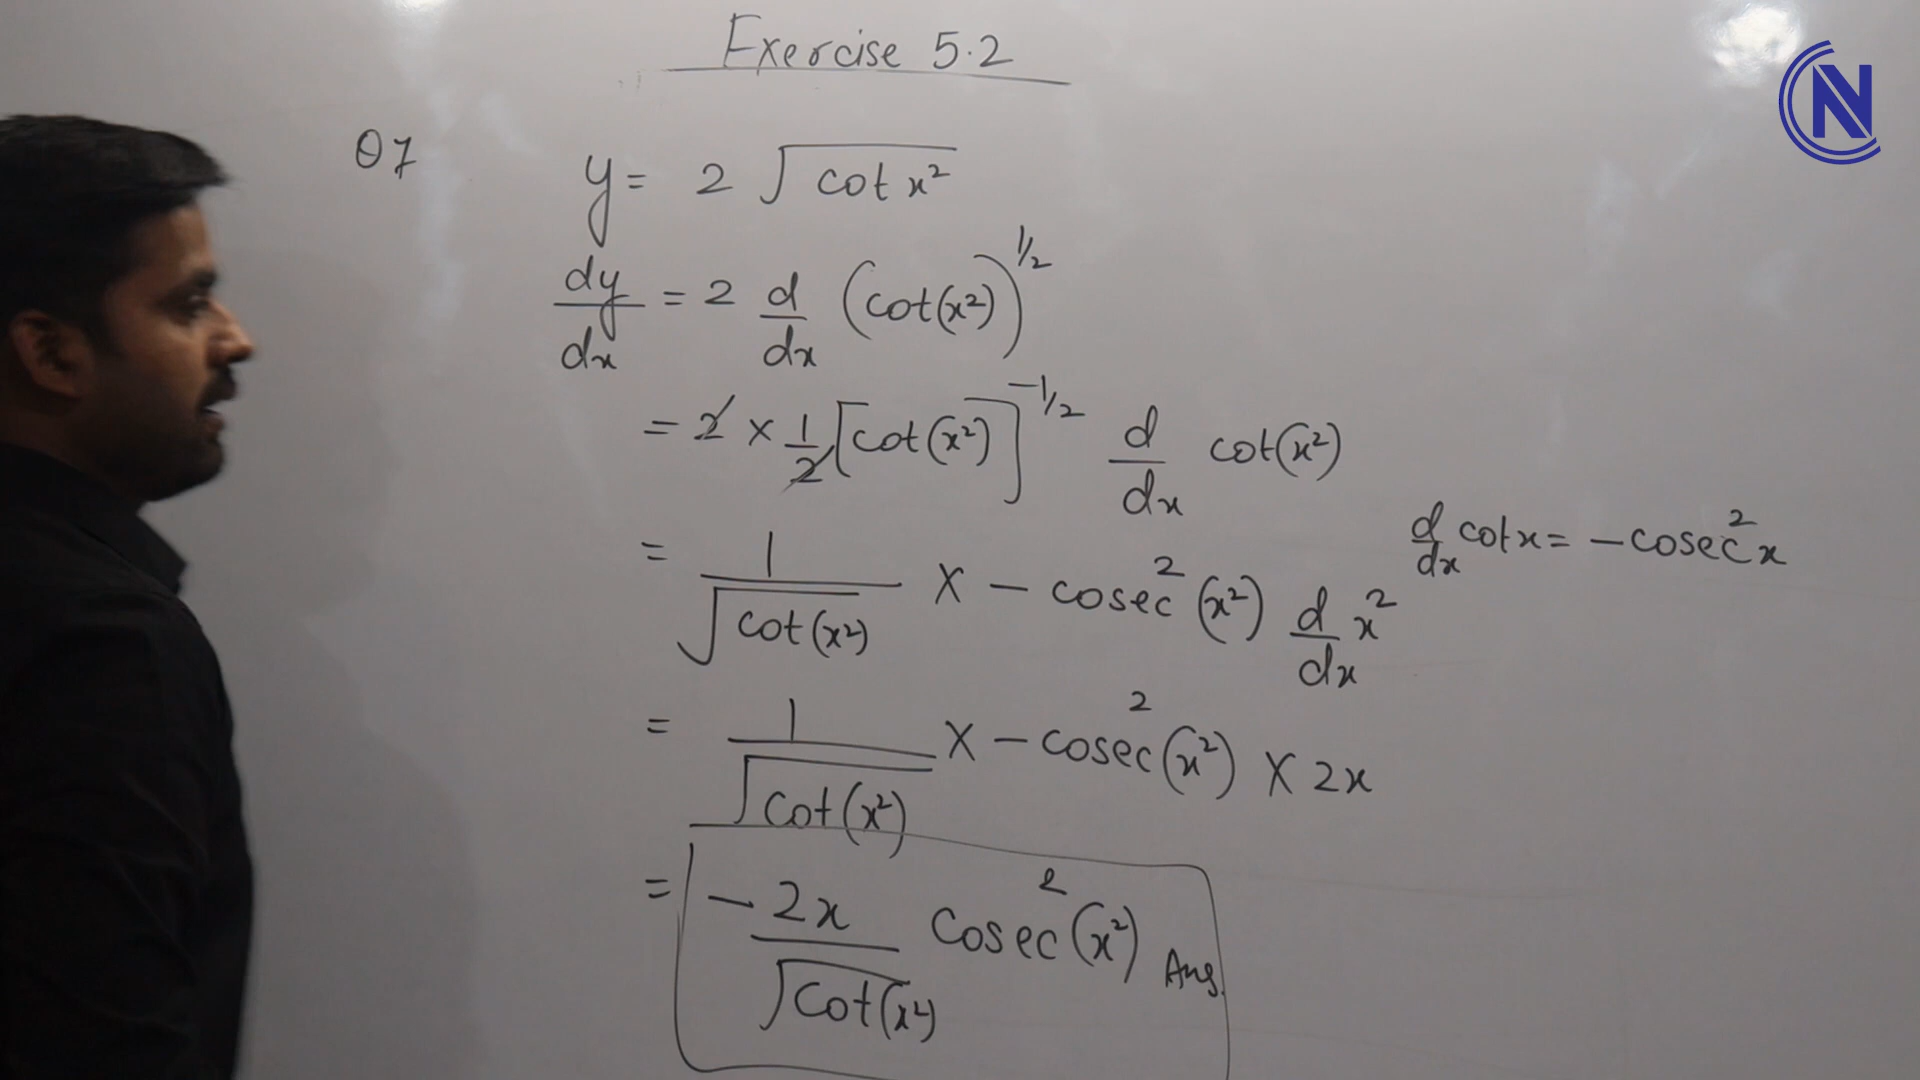 Exercise 5.2
N
Q7
y = 2 √(cot x²)
dy/dx = 2 d/dx (cot(x²))^1/2
= 2 × 1/2 [cot(x²)]^-1/2 d/dx cot(x²)
d/dx cot x = - cosec² x
= 1/√(cot(x²)) × - cosec² (x²) d/dx x²
= 1/√(cot(x²)) × - cosec² (x²) × 2x
= - 2x/√(cot(x²)) cosec² (x²) Ans.